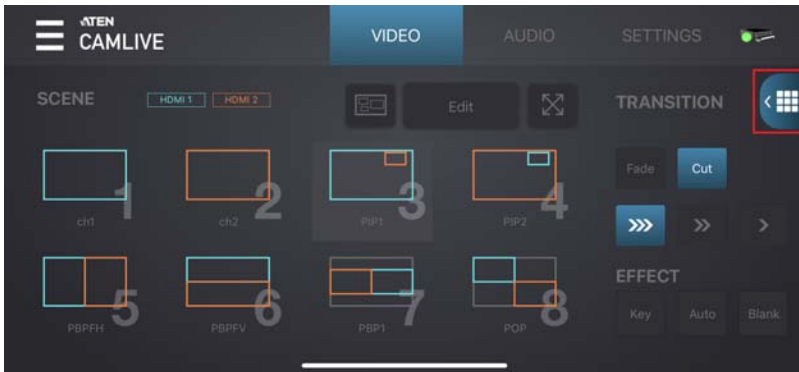 ATEN
CAMLIVE
VIDEO
AUDIO
SETTINGS
SCENE
HDMI 1
HDMI 2
Edit
TRANSITION
1
ch1
2
ch2
3
PIP1
4
PIP2
Fade
Cut
5
PBPFH
6
PBPFV
7
PBP1
8
POP
EFFECT
Key
Auto
Blank